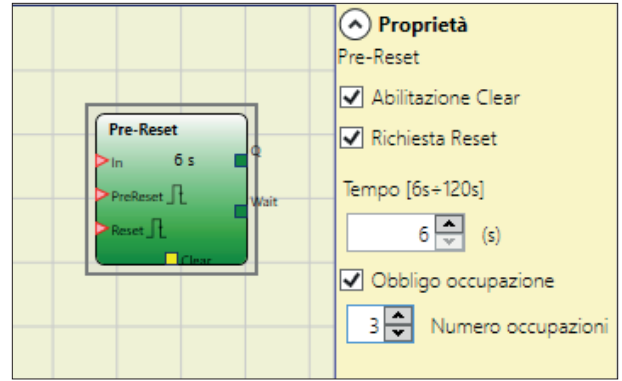 Pre-Reset
In
6 s
Q
PreReset
Wait
Reset
Clear
Proprietà
Pre-Reset
Abilitazione Clear
Richiesta Reset
Tempo [6s÷120s]
6 (s)
Obbligo occupazione
3 Numero occupazioni